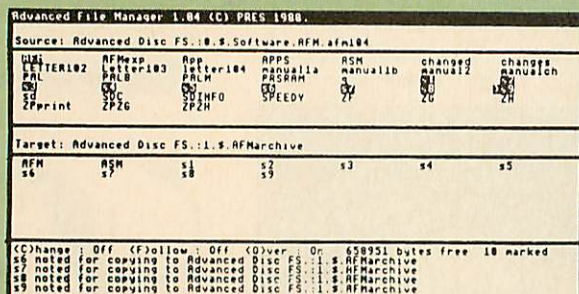 Advanced File Manager 1.04 (C) PRES 1988.
Source: Advanced Disc FS.:0.$.Software.AFM.afm104
AFMexp App APPS ASM changed changes
LETTER102 Letter103 letter104 manual1a manual1b manual2 manualch
PAL PALB PALM PASRAM
sd SDC SDINFO SPEEDY ZF ZG ZH
ZPprint ZPZG ZPZH
Target: Advanced Disc FS.:1.$.AFMarchive
AFM ASM s1 s2 s3 s4 s5
s6 s7 s8 s9
(C)hange : Off (F)ollow : Off (O)ver : On 658951 bytes free 10 marked
s6 noted for copying to Advanced Disc FS.:1.$.AFMarchive
s7 noted for copying to Advanced Disc FS.:1.$.AFMarchive
s8 noted for copying to Advanced Disc FS.:1.$.AFMarchive
s9 noted for copying to Advanced Disc FS.:1.$.AFMarchive